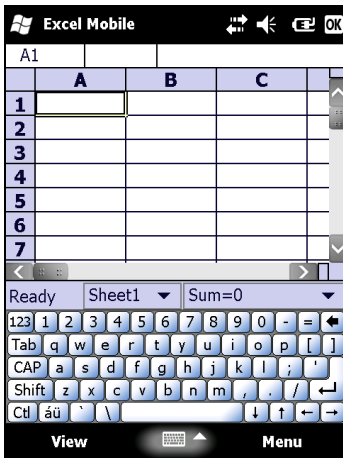 Excel Mobile OK
A1
A B C
1
2
3
4
5
6
7
Ready Sheet1 Sum=0
123 1 2 3 4 5 6 7 8 9 0 - =
Tab q w e r t y u i o p [ ]
CAP a s d f g h j k l ; '
Shift z x c v b n m , . /
Ctl áü ` \
View Menu